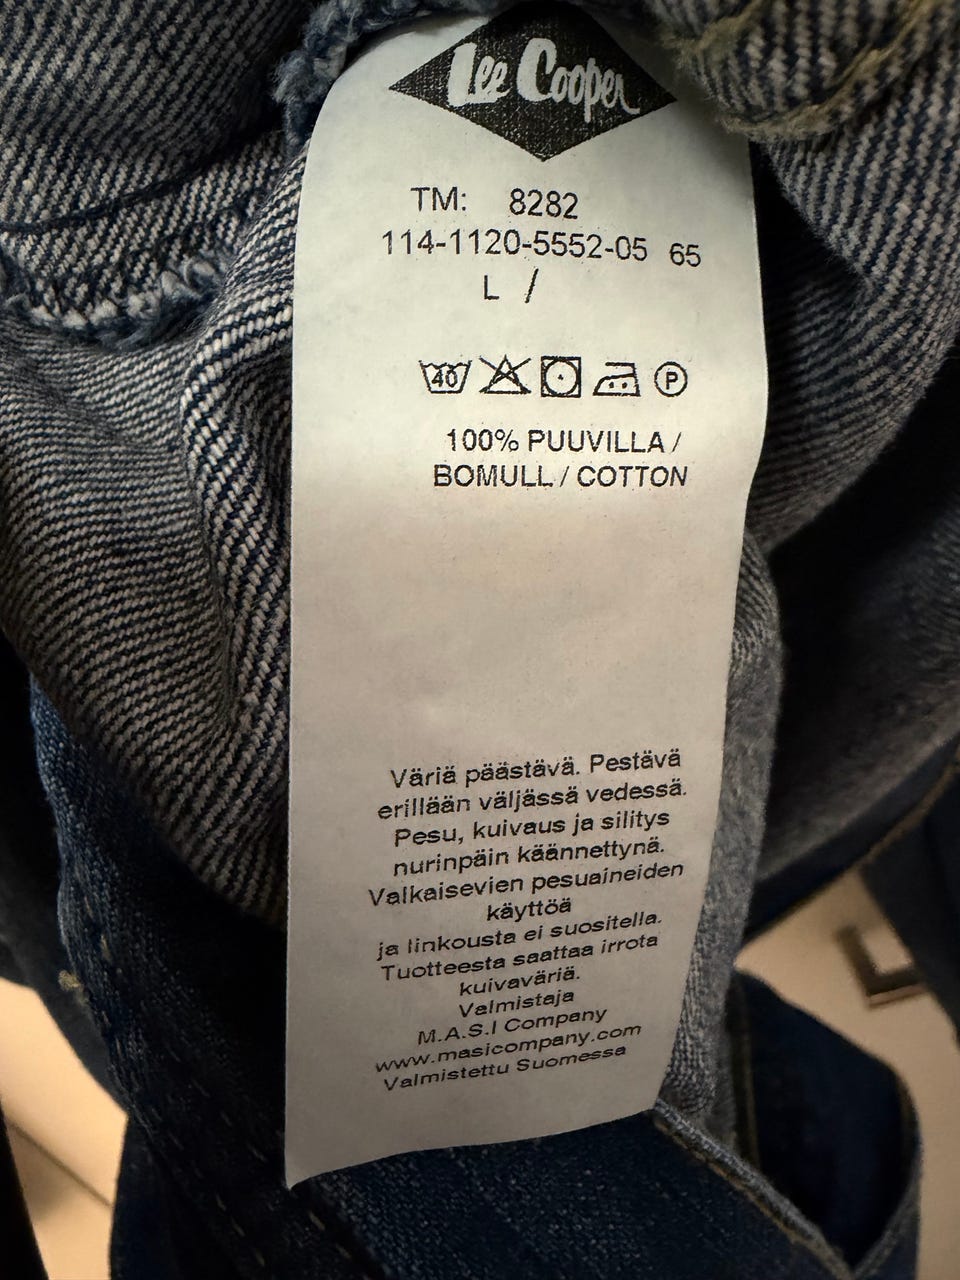 Lee Cooper
TM: 8282
114-1120-5552-05 65
L /
40 P
100% PUUVILLA /
BOMULL / COTTON
Väriä päästävä. Pestävä
erillään väljässä vedessä.
Pesu, kuivaus ja silitys
nurinpäin käännettynä.
Valkaisevien pesuaineiden
käyttöä
ja linkousta ei suositella.
Tuotteesta saattaa irrota
kuivaväriä.
Valmistaja
M.A.S.I Company
www.masicompany.com
Valmistettu Suomessa